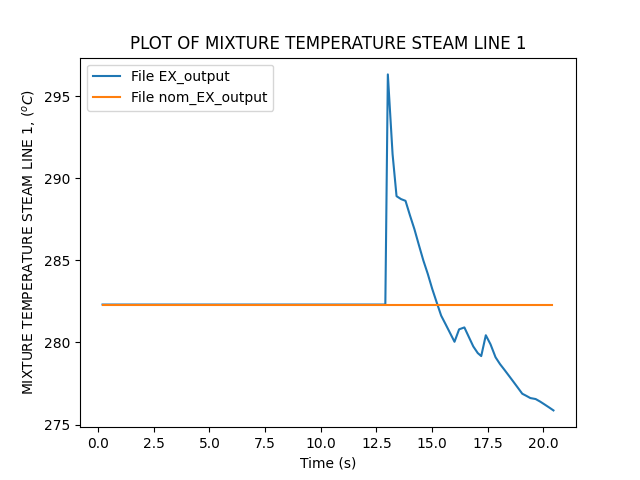 PLOT OF MIXTURE TEMPERATURE STEAM LINE 1
File EX_output
File nom_EX_output
MIXTURE TEMPERATURE STEAM LINE 1, (°C)
295
290
285
280
275
0.0 2.5 5.0 7.5 10.0 12.5 15.0 17.5 20.0
Time (s)